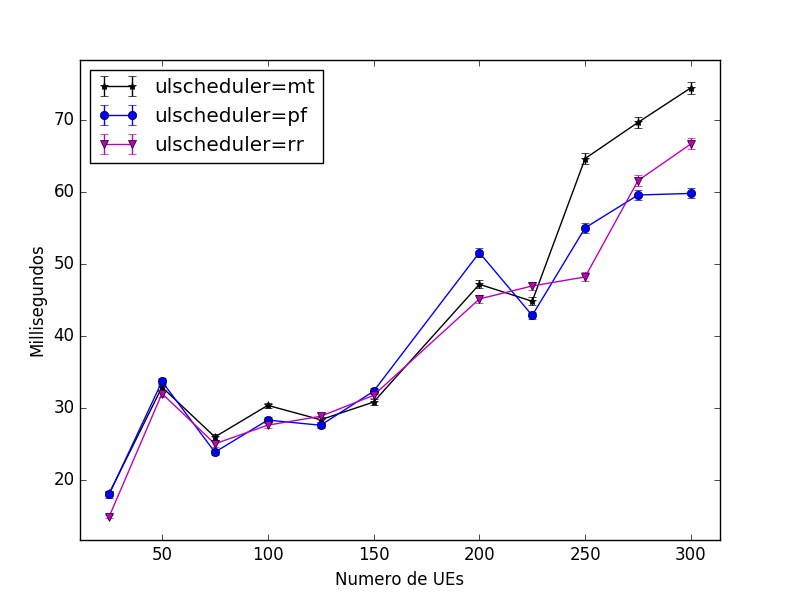 ulscheduler=mt
ulscheduler=pf
ulscheduler=rr
70
60
50
40
30
20
Millisegundos
50 100 150 200 250 300
Numero de UEs